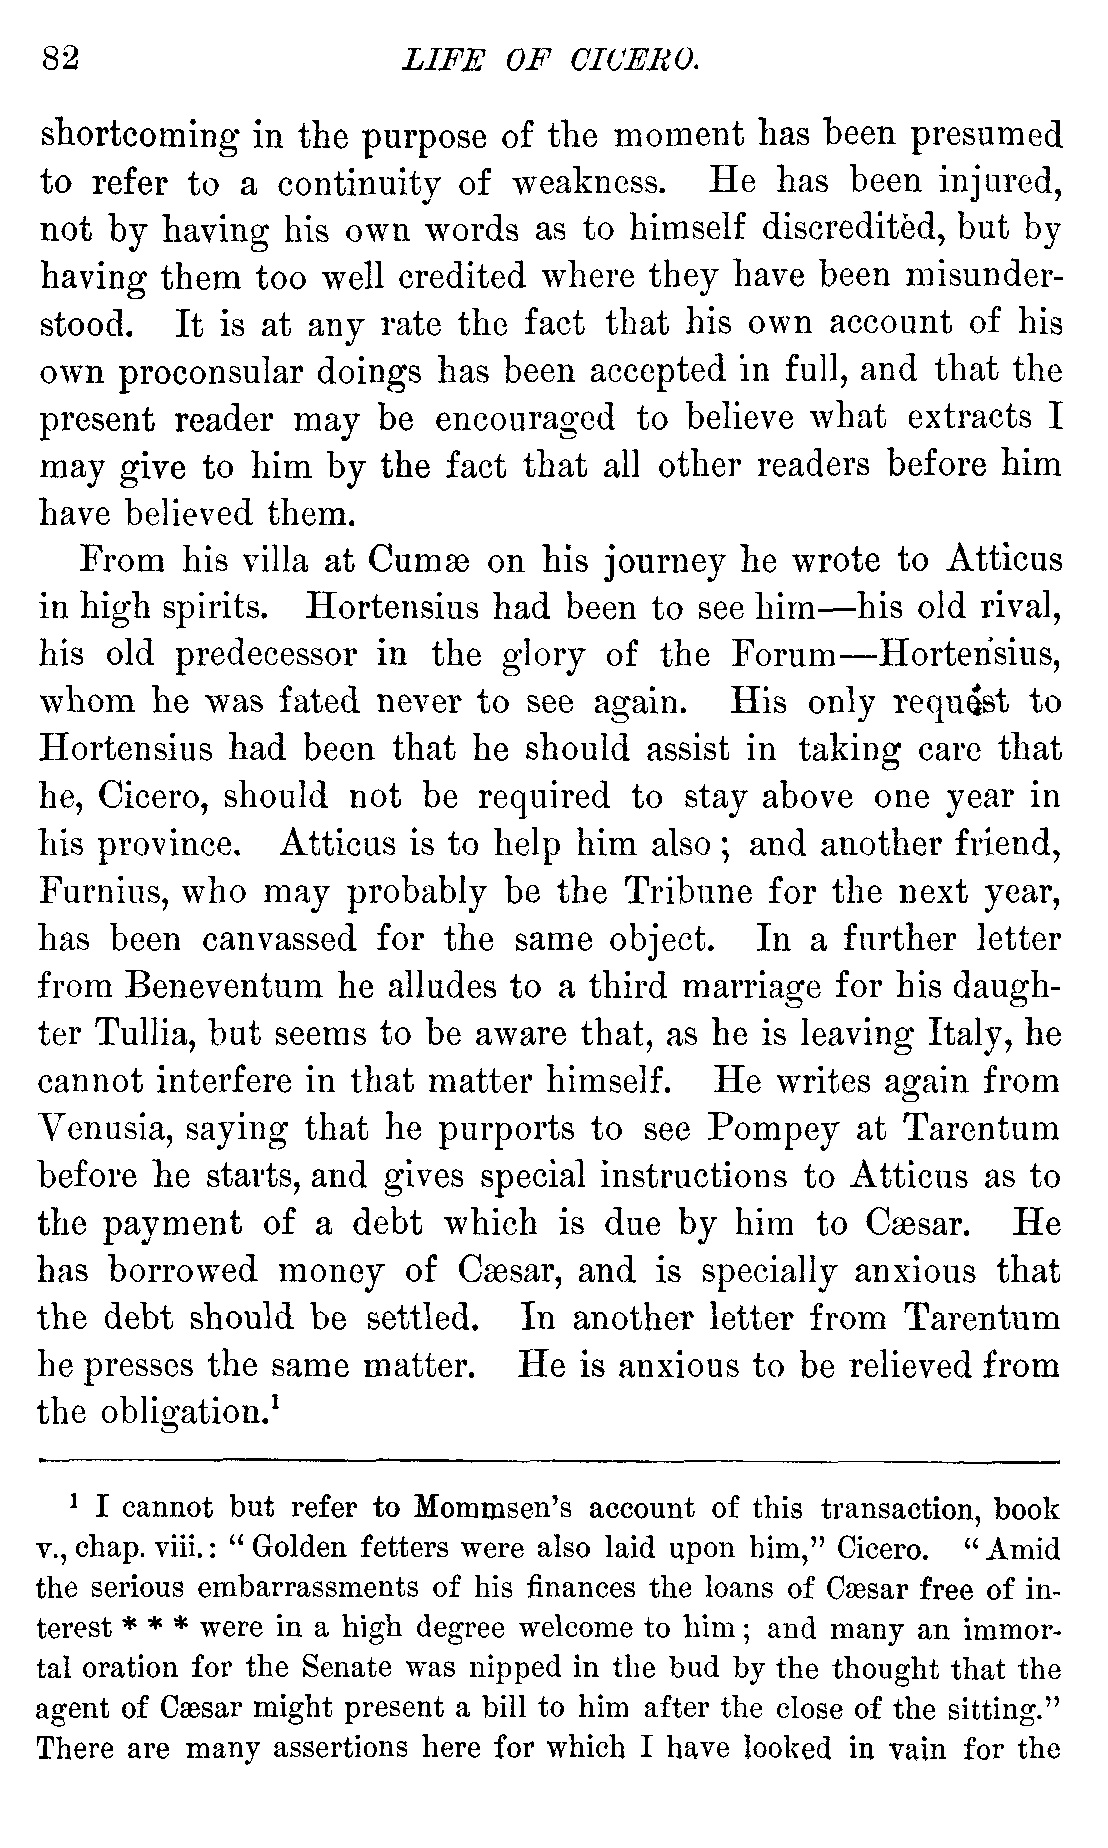 82 LIFE OF CICERO.
shortcoming in the purpose of the moment has been presumed
to refer to a continuity of weakness. He has been injured,
not by having his own words as to himself discredited, but by
having them too well credited where they have been misunder-
stood. It is at any rate the fact that his own account of his
own proconsular doings has been accepted in full, and that the
present reader may be encouraged to believe what extracts I
may give to him by the fact that all other readers before him
have believed them.
From his villa at Cumæ on his journey he wrote to Atticus
in high spirits. Hortensius had been to see him—his old rival,
his old predecessor in the glory of the Forum—Hortensius,
whom he was fated never to see again. His only request to
Hortensius had been that he should assist in taking care that
he, Cicero, should not be required to stay above one year in
his province. Atticus is to help him also; and another friend,
Furnius, who may probably be the Tribune for the next year,
has been canvassed for the same object. In a further letter
from Beneventum he alludes to a third marriage for his daugh-
ter Tullia, but seems to be aware that, as he is leaving Italy, he
cannot interfere in that matter himself. He writes again from
Venusia, saying that he purports to see Pompey at Tarentum
before he starts, and gives special instructions to Atticus as to
the payment of a debt which is due by him to Cæsar. He
has borrowed money of Cæsar, and is specially anxious that
the debt should be settled. In another letter from Tarentum
he presses the same matter. He is anxious to be relieved from
the obligation.¹
¹ I cannot but refer to Mommsen's account of this transaction, book
v., chap. viii.: "Golden fetters were also laid upon him," Cicero. "Amid
the serious embarrassments of his finances the loans of Cæsar free of in-
terest * * * were in a high degree welcome to him; and many an immor-
tal oration for the Senate was nipped in the bud by the thought that the
agent of Cæsar might present a bill to him after the close of the sitting."
There are many assertions here for which I have looked in vain for the